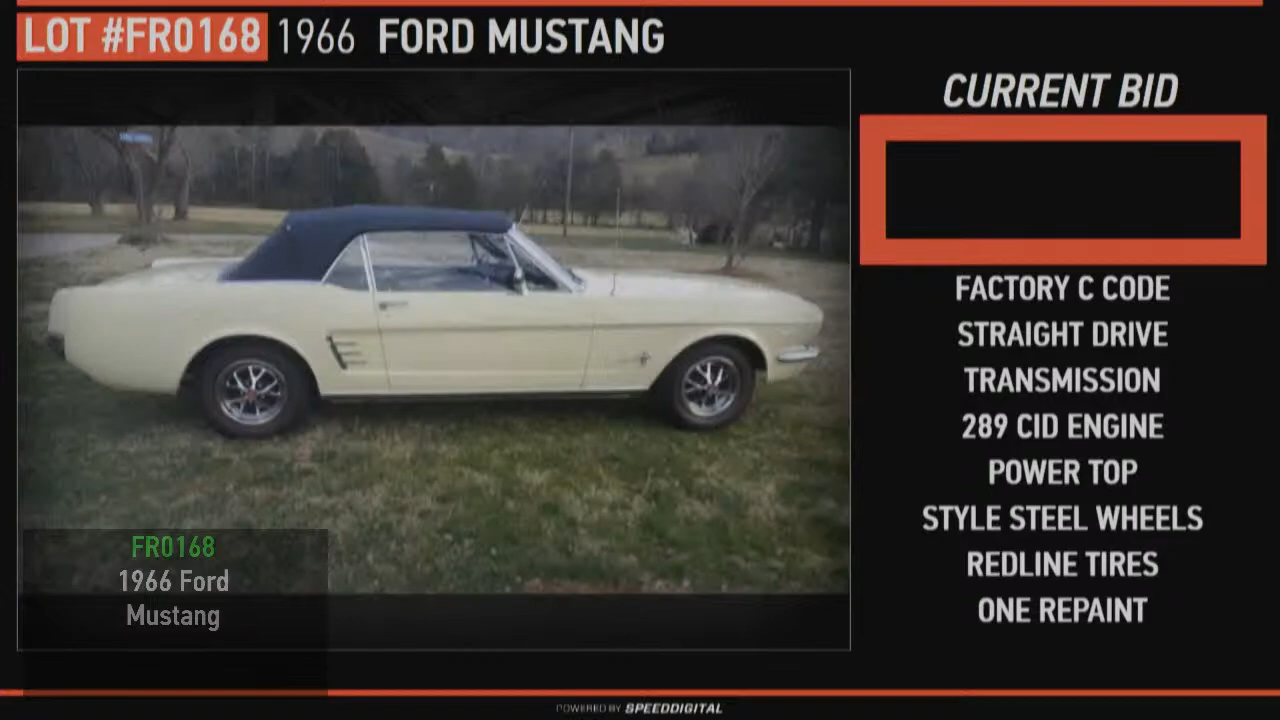 LOT #FR0168 1966 FORD MUSTANG
CURRENT BID
FACTORY C CODE
STRAIGHT DRIVE
TRANSMISSION
289 CID ENGINE
POWER TOP
STYLE STEEL WHEELS
REDLINE TIRES
ONE REPAINT
FR0168
1966 Ford
Mustang
POWERED BY SPEEDDIGITAL